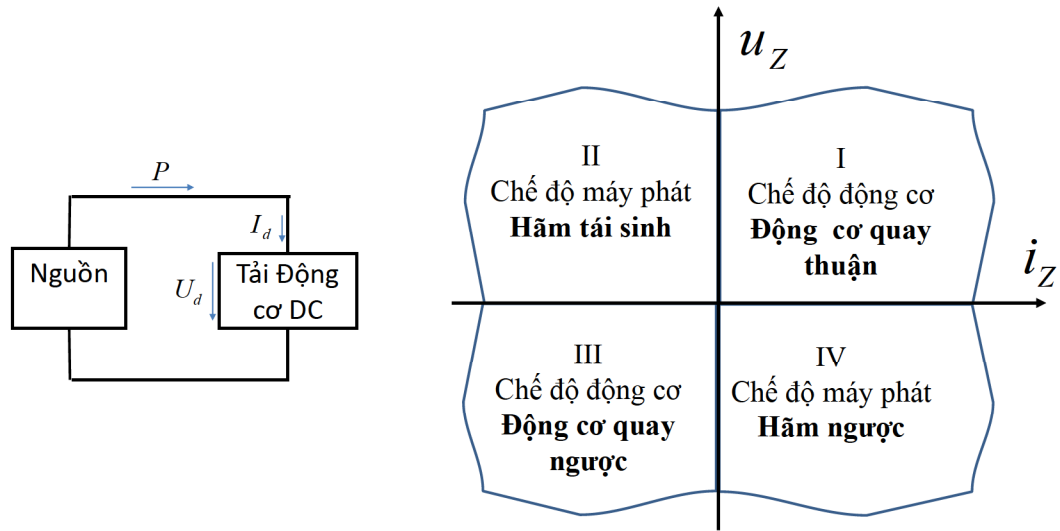 P
I_d
Nguồn
U_d
Tải Động
cơ DC
u_Z
II
Chế độ máy phát
Hãm tái sinh
I
Chế độ động cơ
Động cơ quay
thuận
i_Z
III
Chế độ động cơ
Động cơ quay
ngược
IV
Chế độ máy phát
Hãm ngược